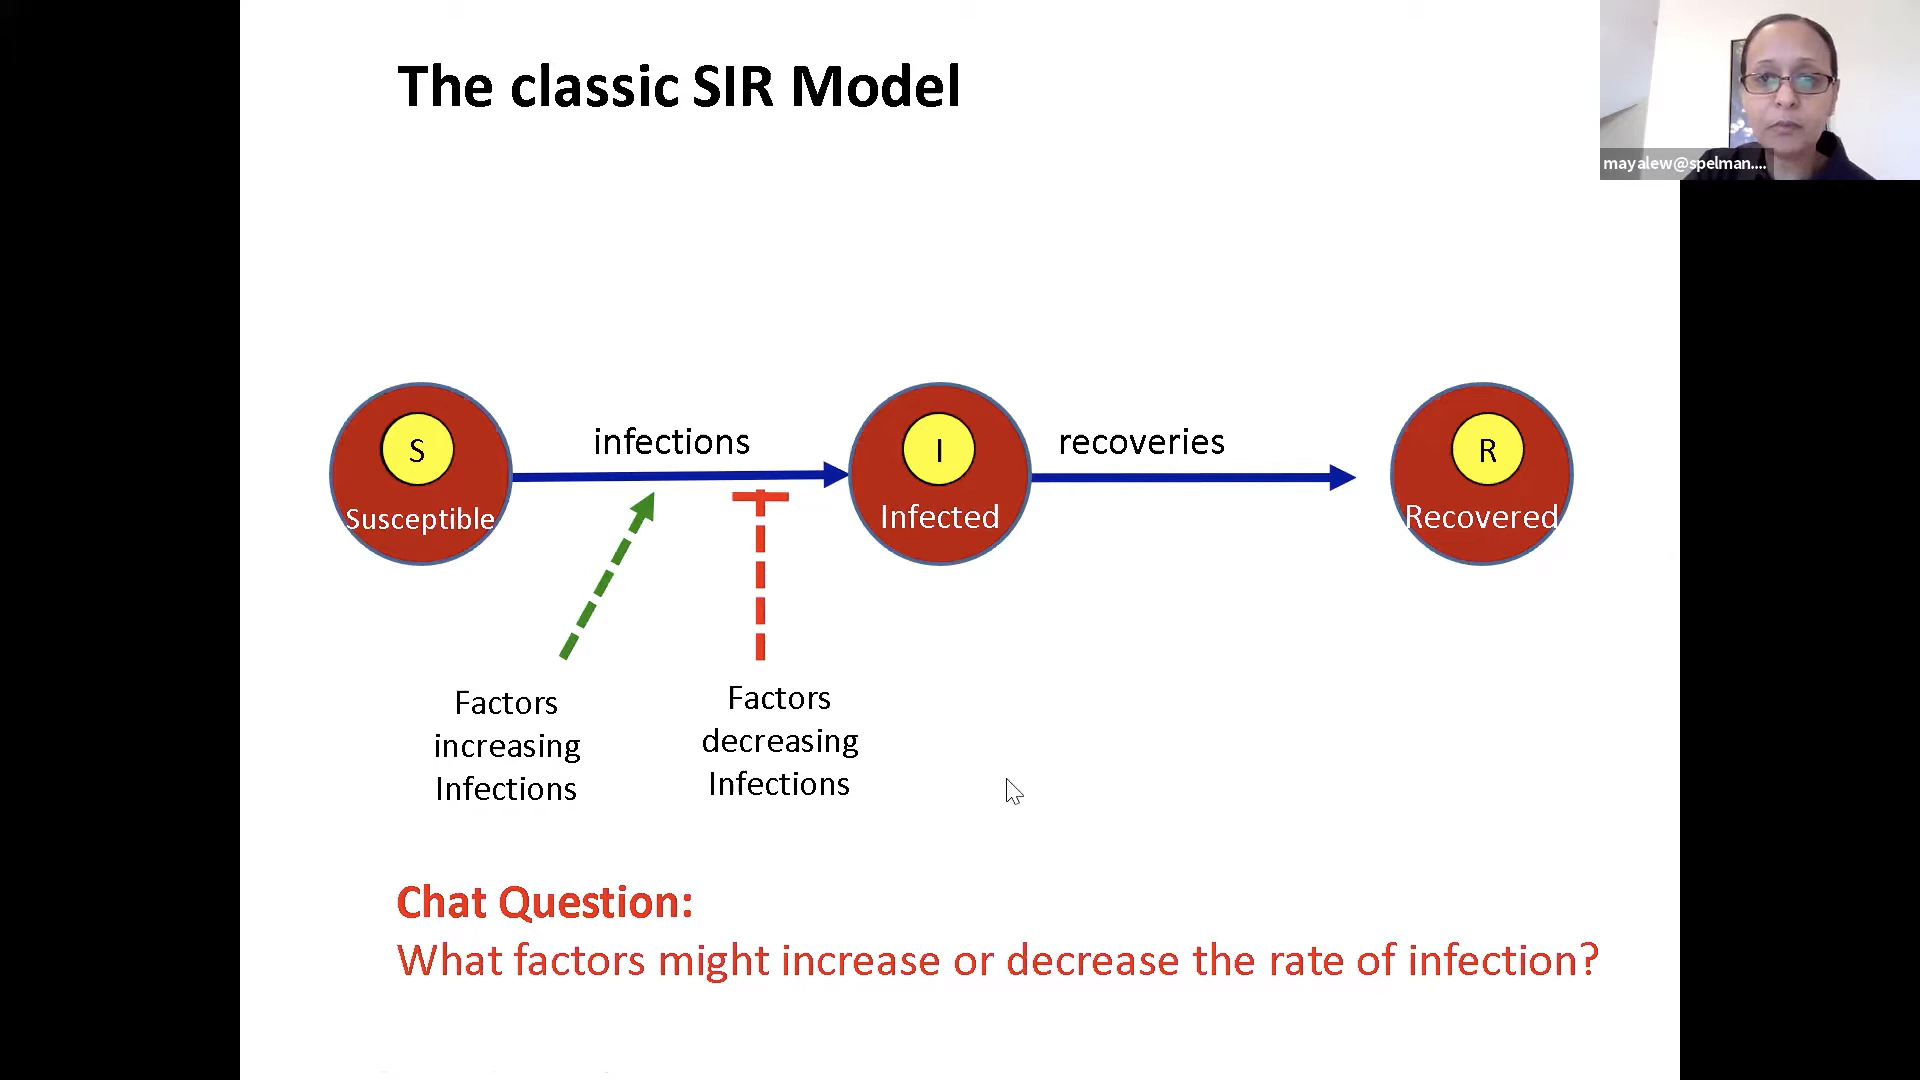 The classic SIR Model
mayalew@spelman....
infections
recoveries
S
I
R
Susceptible
Infected
Recovered
Factors
increasing
Infections
Factors
decreasing
Infections
Chat Question:
What factors might increase or decrease the rate of infection?